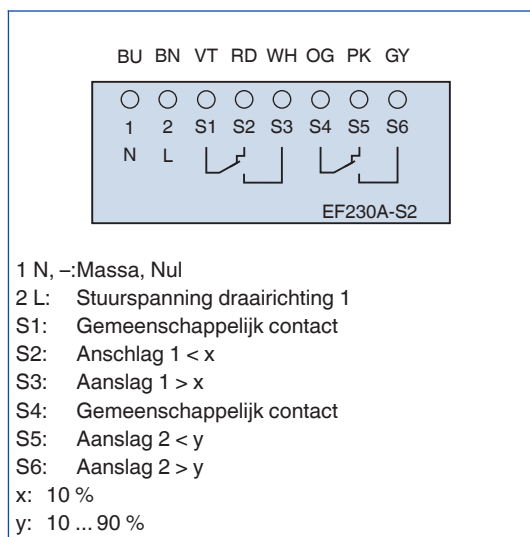 BU BN VT RD WH OG PK GY
1 2 S1 S2 S3 S4 S5 S6
N L
EF230A-S2
1 N, –:Massa, Nul
2 L: Stuurspanning draairichting 1
S1: Gemeenschappelijk contact
S2: Anschlag 1 < x
S3: Aanslag 1 > x
S4: Gemeenschappelijk contact
S5: Aanslag 2 < y
S6: Aanslag 2 > y
x: 10 %
y: 10 ... 90 %